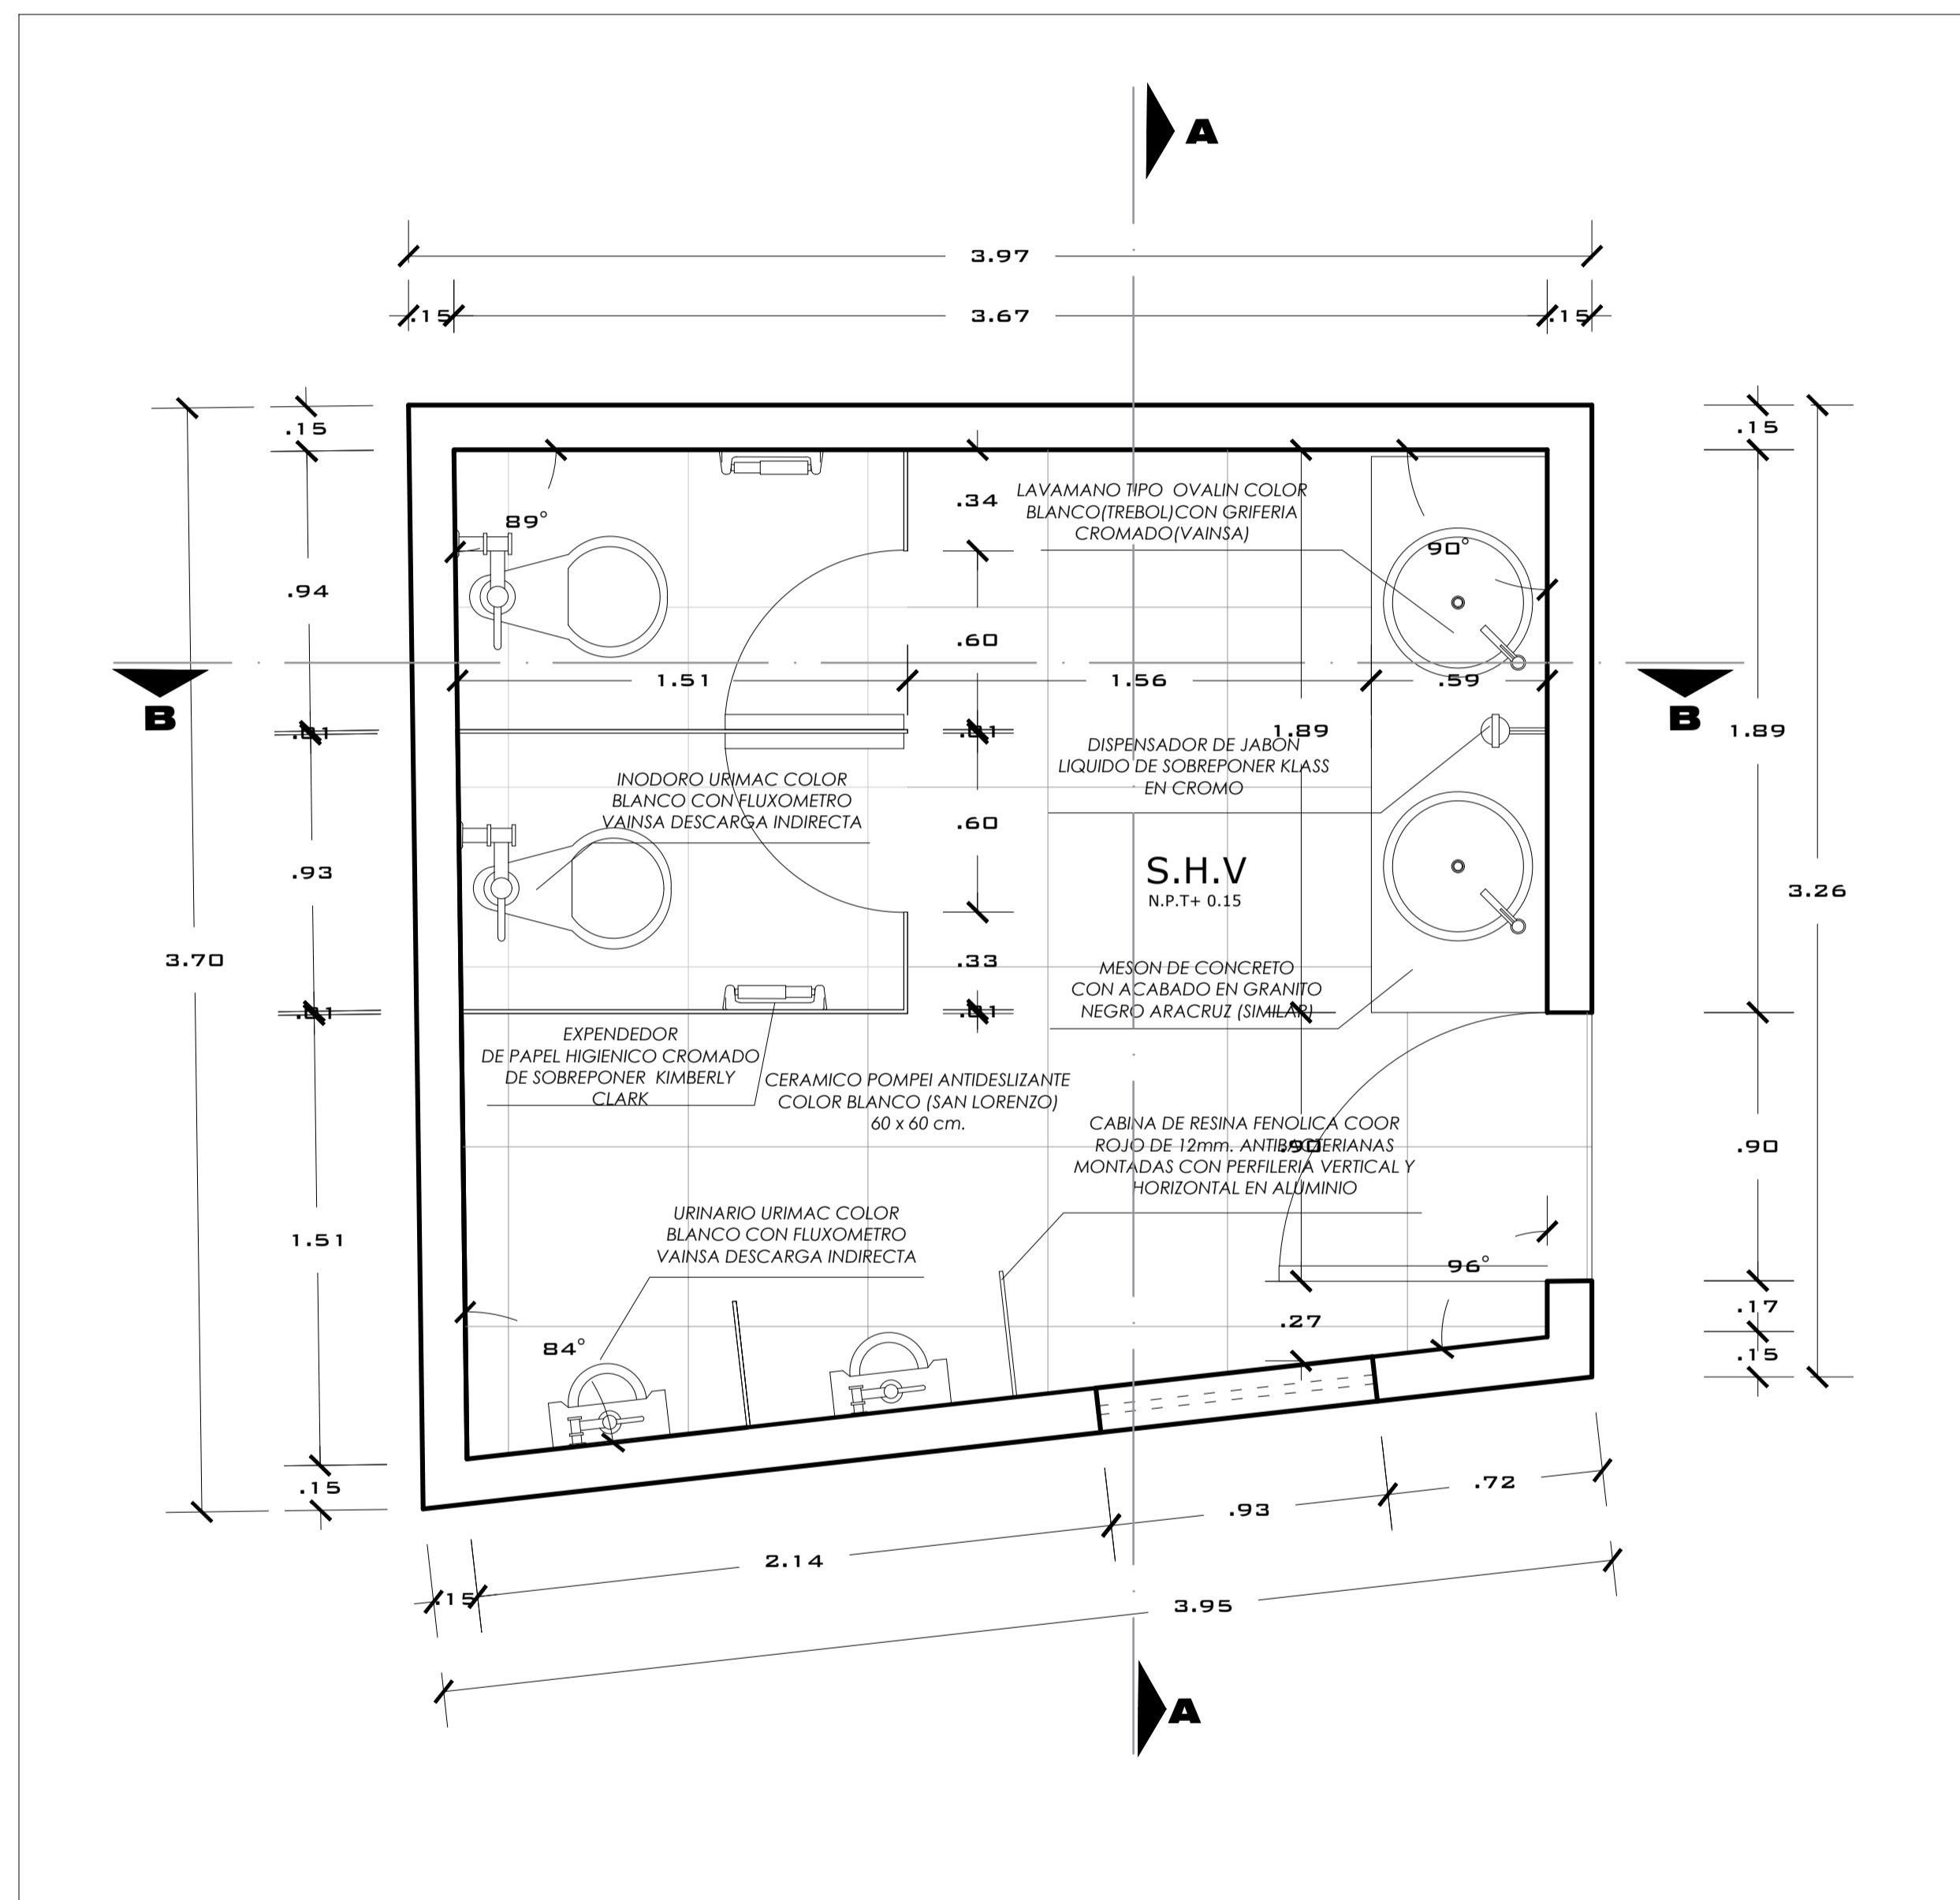 A
3.97
.15
3.67
.15
.15
.15
89°
.34
LAVAMANO TIPO OVALIN COLOR
BLANCO(TREBOL)CON GRIFERIA
CROMADO(VAINSA)
90°
.94
.60
1.51
1.56
.59
B
B
.01
.01
1.89
1.89
DISPENSADOR DE JABON
LIQUIDO DE SOBREPONER KLASS
EN CROMO
INODORO URIMAC COLOR
BLANCO CON FLUXOMETRO
VAINSA DESCARGA INDIRECTA
.60
.93
S.H.V
N.P.T+ 0.15
3.26
3.70
.33
MESON DE CONCRETO
CON ACABADO EN GRANITO
NEGRO ARACRUZ (SIMILAR)
.01
.01
EXPENDEDOR
DE PAPEL HIGIENICO CROMADO
DE SOBREPONER KIMBERLY
CLARK
CERAMICO POMPEI ANTIDESLIZANTE
COLOR BLANCO (SAN LORENZO)
60 x 60 cm.
CABINA DE RESINA FENOLICA COOR
ROJO DE 12mm. ANTIBACTERIANAS
MONTADAS CON PERFILERIA VERTICAL Y
HORIZONTAL EN ALUMINIO
.90
.90
URINARIO URIMAC COLOR
BLANCO CON FLUXOMETRO
VAINSA DESCARGA INDIRECTA
1.51
96°
.17
.27
84°
.15
.15
.72
.93
2.14
.15
3.95
A